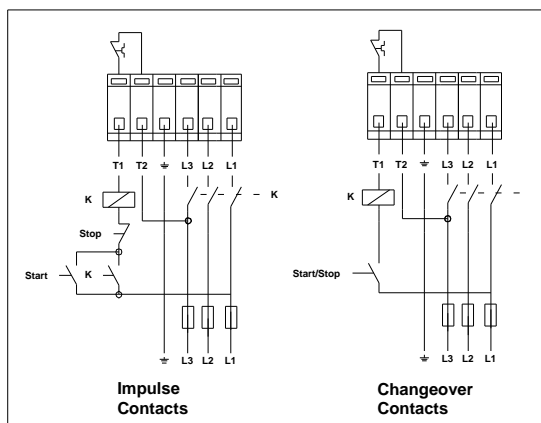 T1 T2 L3 L2 L1
K K
Stop
Start K
L3 L2 L1
Impulse
Contacts
T1 T2 L3 L2 L1
K
Start/Stop
L3 L2 L1
Changeover
Contacts